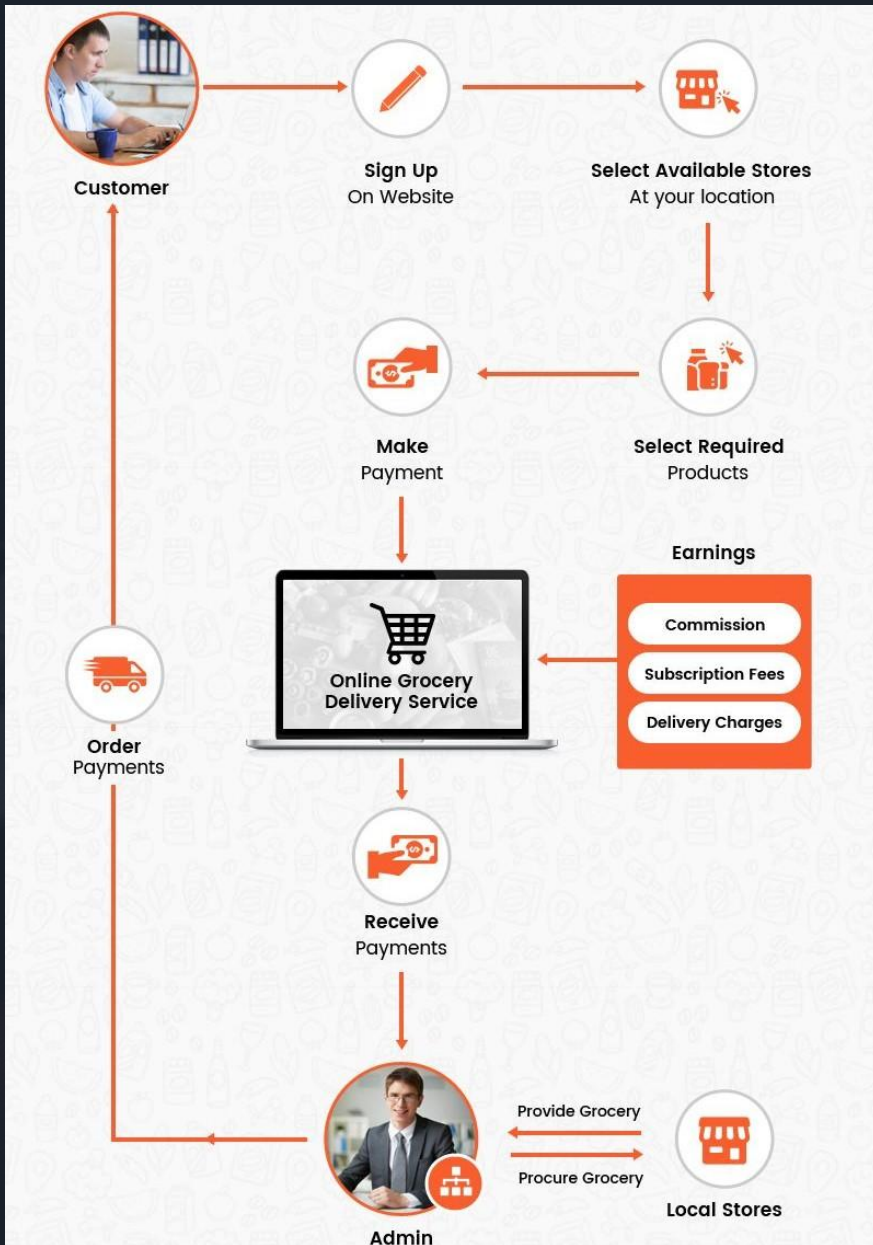 Customer
Sign Up
On Website
Select Available Stores
At your location
Make
Payment
Select Required
Products
Earnings
Commission
Subscription Fees
Delivery Charges
Online Grocery
Delivery Service
Order
Payments
Receive
Payments
Provide Grocery
Procure Grocery
Local Stores
Admin